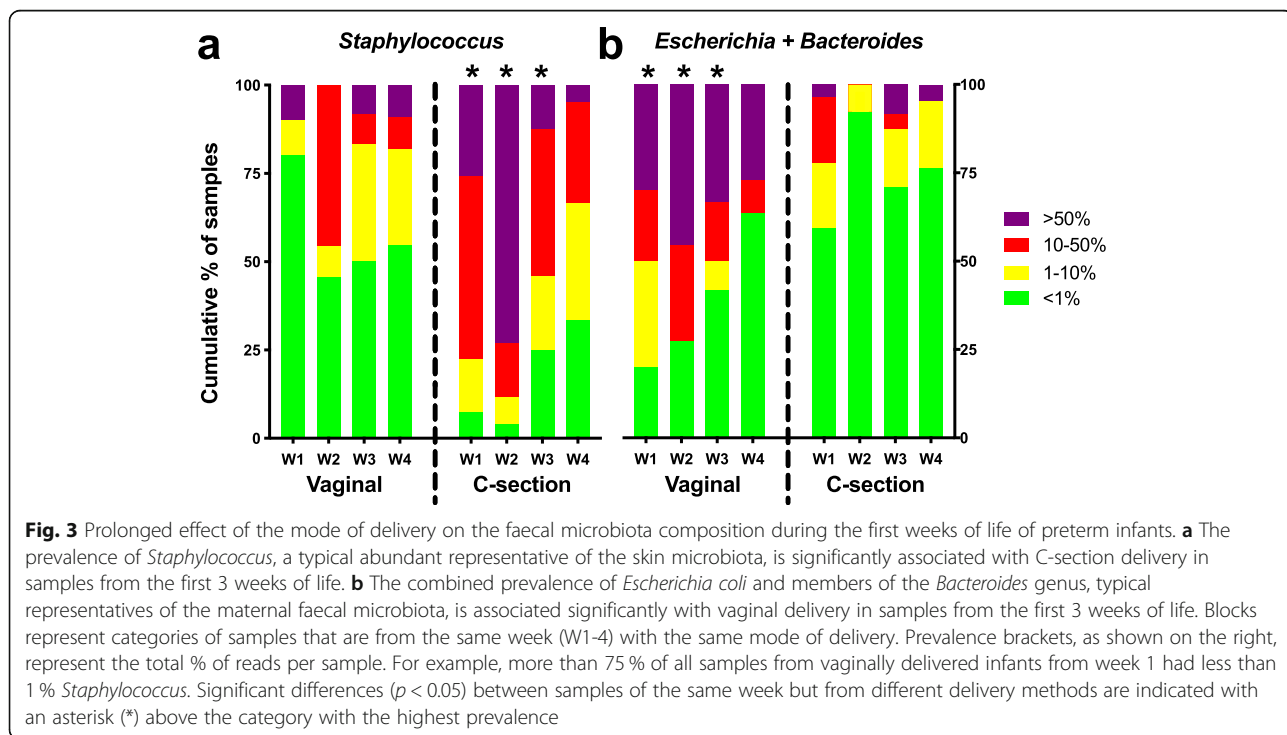 a
Staphylococcus
b
Escherichia + Bacteroides
* * *
* * *
Cumulative % of samples
100
75
50
25
0
100
75
50
25
0
W1 W2 W3 W4
W1 W2 W3 W4
W1 W2 W3 W4
W1 W2 W3 W4
Vaginal
C-section
Vaginal
C-section
>50%
10-50%
1-10%
<1%
Fig. 3 Prolonged effect of the mode of delivery on the faecal microbiota composition during the first weeks of life of preterm infants. a The
prevalence of Staphylococcus, a typical abundant representative of the skin microbiota, is significantly associated with C-section delivery in
samples from the first 3 weeks of life. b The combined prevalence of Escherichia coli and members of the Bacteroides genus, typical
representatives of the maternal faecal microbiota, is associated significantly with vaginal delivery in samples from the first 3 weeks of life. Blocks
represent categories of samples that are from the same week (W1-4) with the same mode of delivery. Prevalence brackets, as shown on the right,
represent the total % of reads per sample. For example, more than 75 % of all samples from vaginally delivered infants from week 1 had less than
1 % Staphylococcus. Significant differences (p < 0.05) between samples of the same week but from different delivery methods are indicated with
an asterisk (*) above the category with the highest prevalence